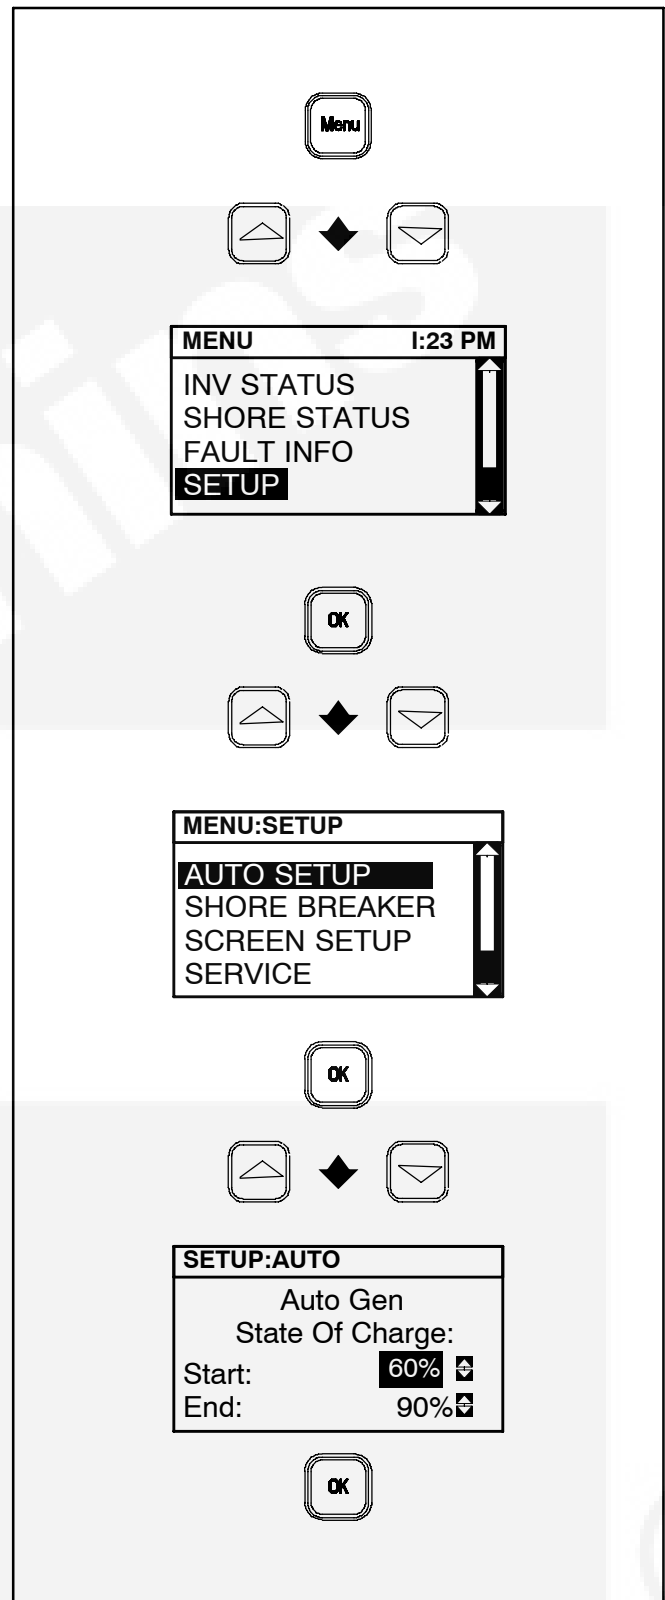 Menu
MENU I:23 PM
INV STATUS
SHORE STATUS
FAULT INFO
SETUP
OK
MENU:SETUP
AUTO SETUP
SHORE BREAKER
SCREEN SETUP
SERVICE
OK
SETUP:AUTO
Auto Gen
State Of Charge:
Start: 60%
End: 90%
OK